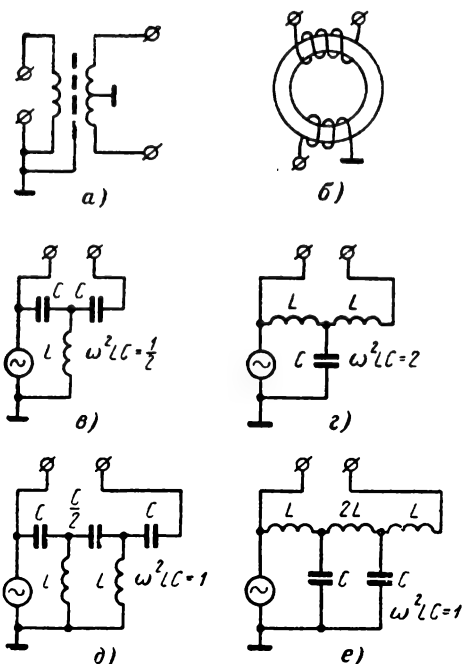 а)
б)
C C
L ω²LC=1/2
в)
L L
C ω²LC=2
г)
C C/2 C
L L ω²LC=1
д)
L 2L L
C C
ω²LC=1
е)